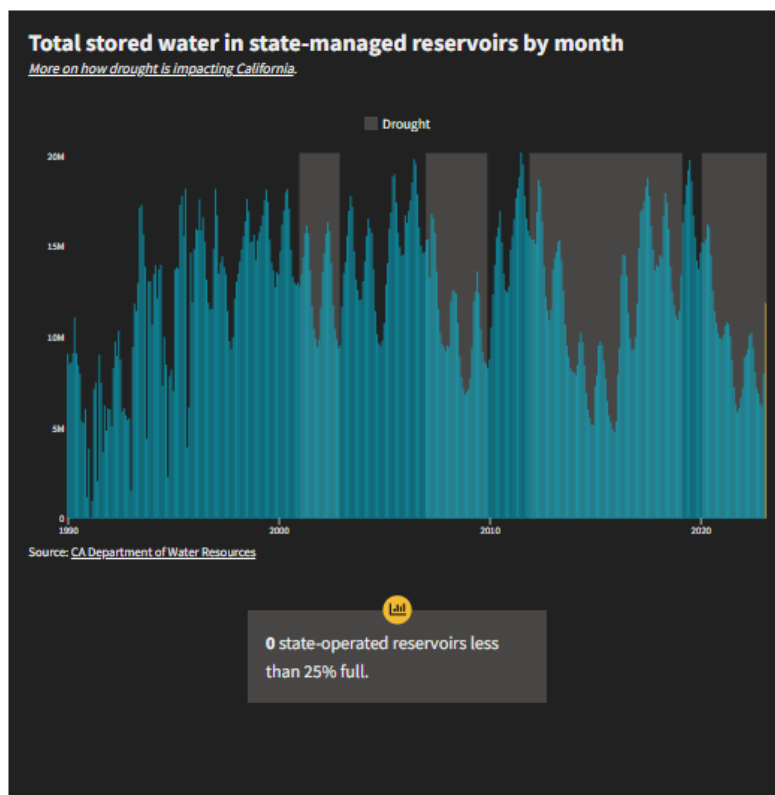 Total stored water in state-managed reservoirs by month
More on how drought is impacting California.
Drought
20M
15M
10M
5M
0
1990
2000
2010
2020
Source: CA Department of Water Resources
0 state-operated reservoirs less
than 25% full.